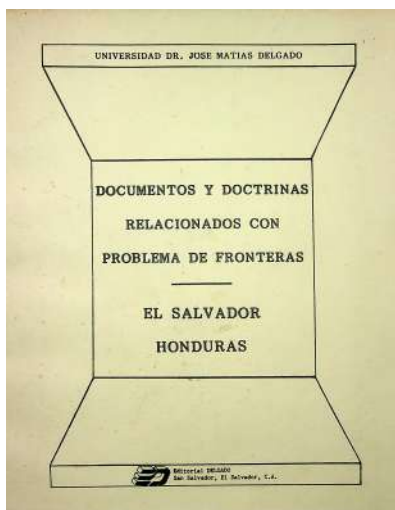 UNIVERSIDAD DR. JOSE MATIAS DELGADO
DOCUMENTOS Y DOCTRINAS
RELACIONADOS CON
PROBLEMA DE FRONTERAS
EL SALVADOR
HONDURAS
Editorial DELGADO
San Salvador, El Salvador, C.A.